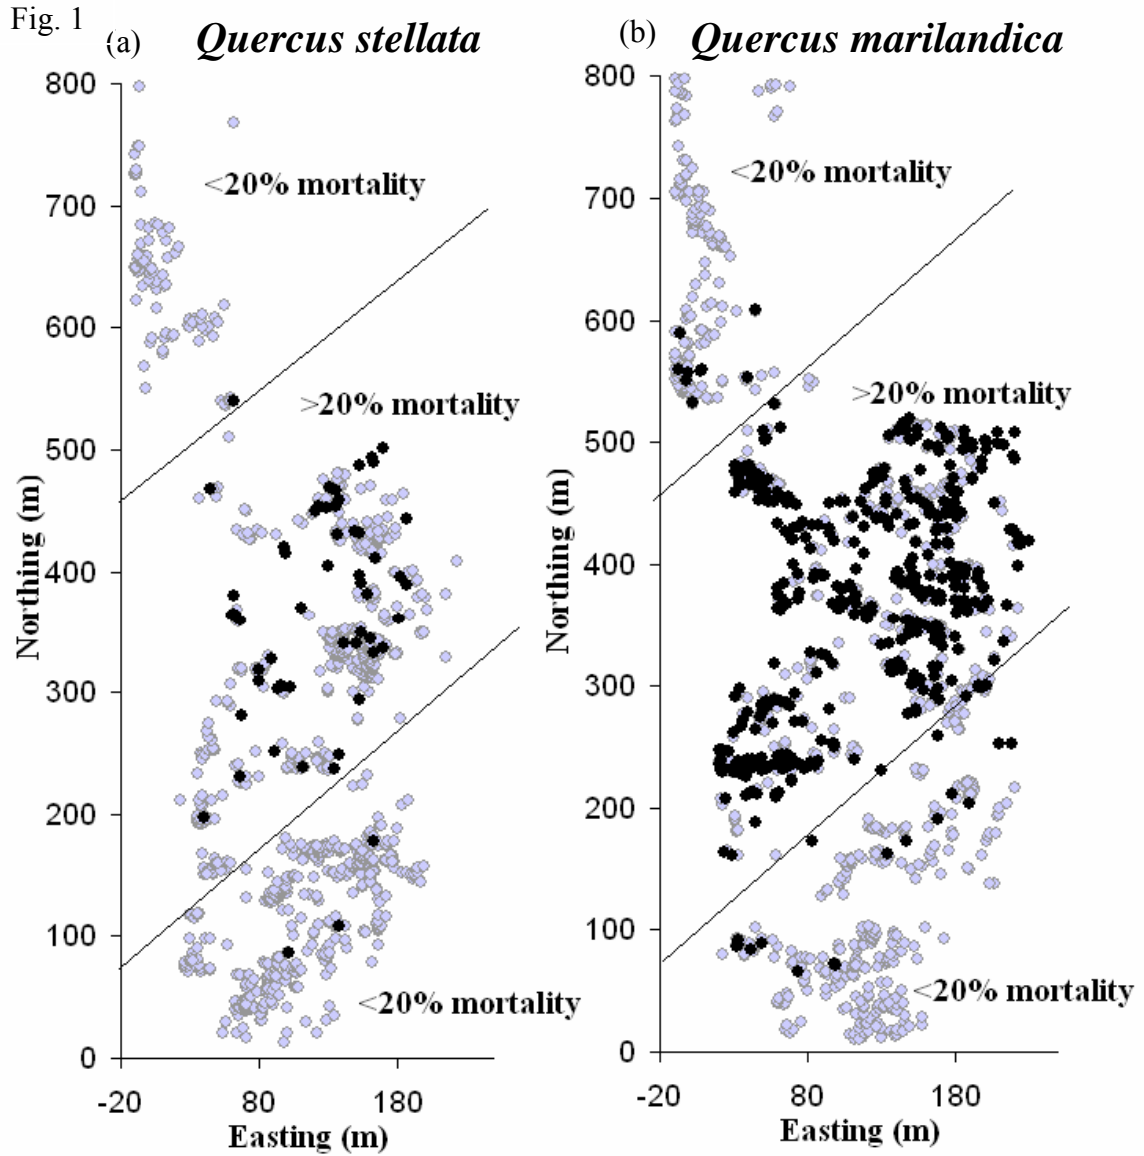 Fig. 1
(a) Quercus stellata
(b) Quercus marilandica
800
700
600
500
400
300
200
100
0
-20 80 180
Northing (m)
Easting (m)
<20% mortality
>20% mortality
<20% mortality
800
700
600
500
400
300
200
100
0
-20 80 180
Northing (m)
Easting (m)
<20% mortality
>20% mortality
<20% mortality